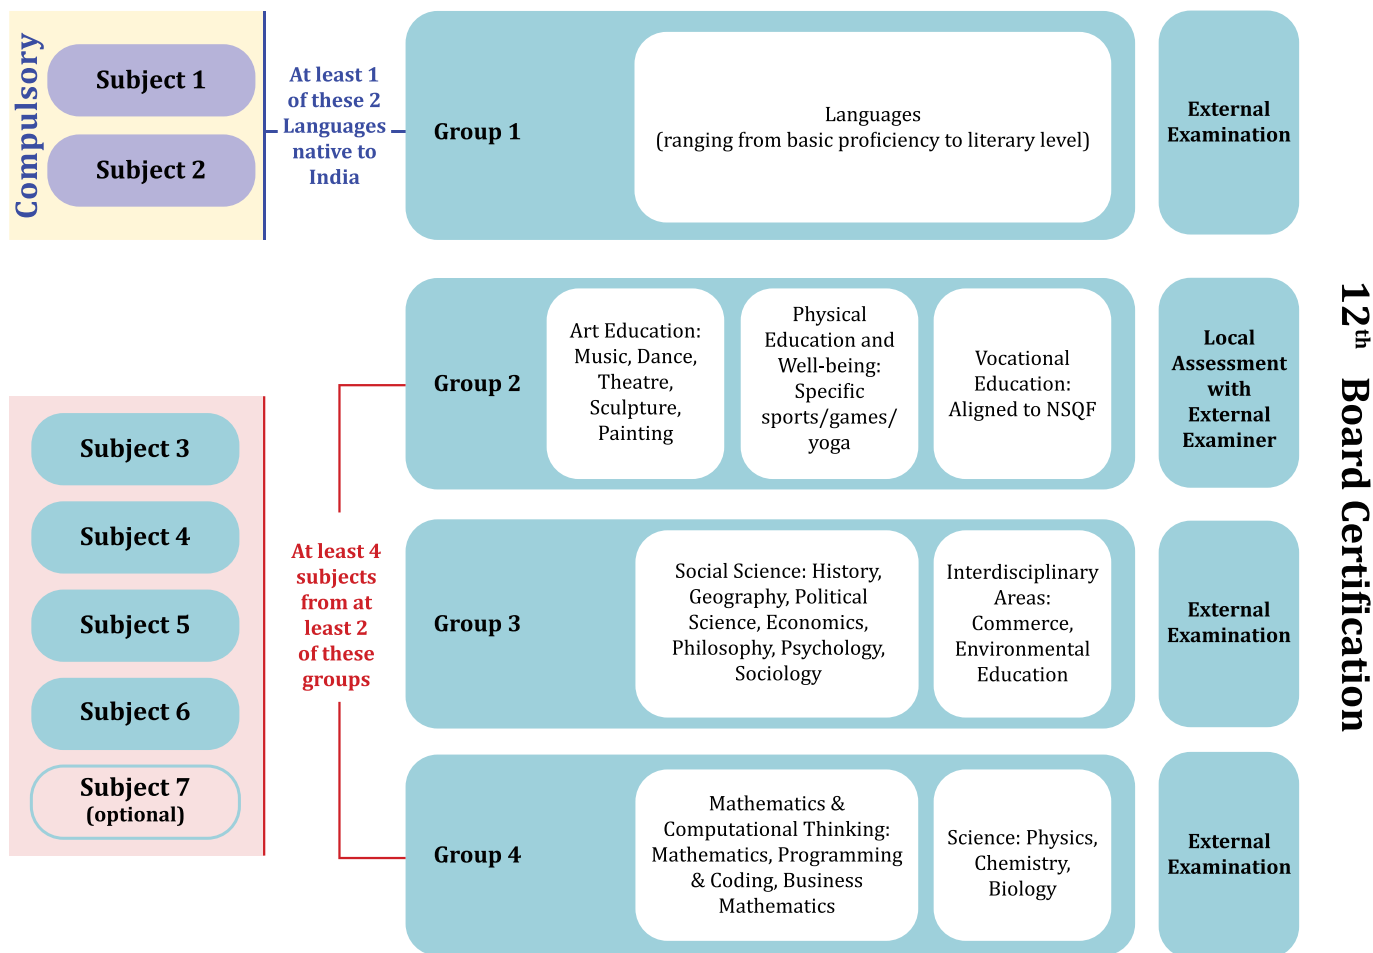 Compulsory
Subject 1
Subject 2
At least 1
of these 2
Languages
native to
India
Group 1
Languages
(ranging from basic proficiency to literary level)
External
Examination
Subject 3
Subject 4
Subject 5
Subject 6
Subject 7
(optional)
At least 4
subjects
from at
least 2
of these
groups
Group 2
Art Education:
Music, Dance,
Theatre,
Sculpture,
Painting
Physical
Education and
Well-being:
Specific
sports/games/
yoga
Vocational
Education:
Aligned to NSQF
Local
Assessment
with
External
Examiner
Group 3
Social Science: History,
Geography, Political
Science, Economics,
Philosophy, Psychology,
Sociology
Interdisciplinary
Areas:
Commerce,
Environmental
Education
External
Examination
Group 4
Mathematics &
Computational Thinking:
Mathematics, Programming
& Coding, Business
Mathematics
Science: Physics,
Chemistry,
Biology
External
Examination
12th Board Certification